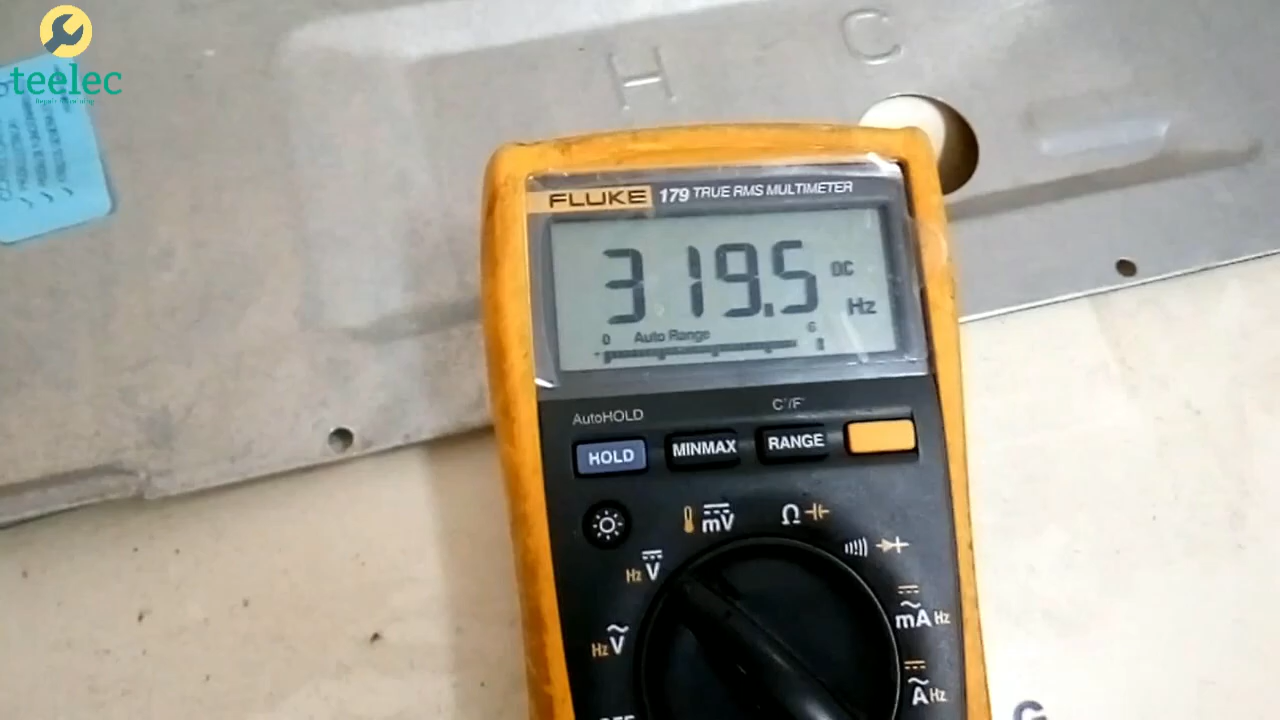 teelec
H
C
FLUKE 179 TRUE RMS MULTIMETER
319.5
DC
Hz
0 Auto Range 6
AutoHOLD
C°/F°
HOLD
MINMAX
RANGE
mV
Ω
Hz V
mA Hz
Hz V
A Hz
G